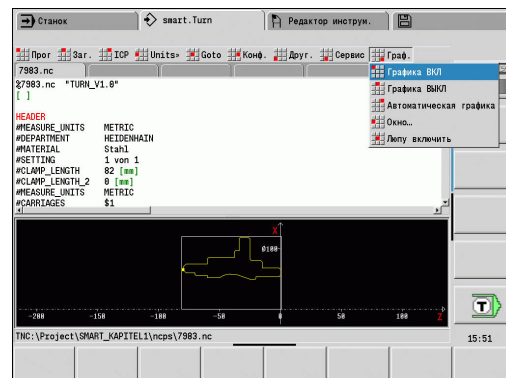 Станок smart.Turn Редактор инструм.
Прог Заг. ICP Units» Goto Конф. Друг. Сервис Граф.
7983.nc
%7983.nc "TURN_V1.0"
[ ]
HEADER
#MEASURE_UNITS METRIC
#DEPARTMENT HEIDENHAIN
#MATERIAL Stahl
#SETTING 1 von 1
#CLAMP_LENGTH 82 [mm]
#CLAMP_LENGTH_2 0 [mm]
#MEASURE_UNITS METRIC
#CARRIAGES $1
Графика ВКЛ
Графика ВЫКЛ
Автоматическая графика
Окно...
Лупу включить
X
Ø100
-200 -150 -100 -50 0 50 100 Z
T
TNC:\Project\SMART_KAPITEL1\ncps\7983.nc
15:51